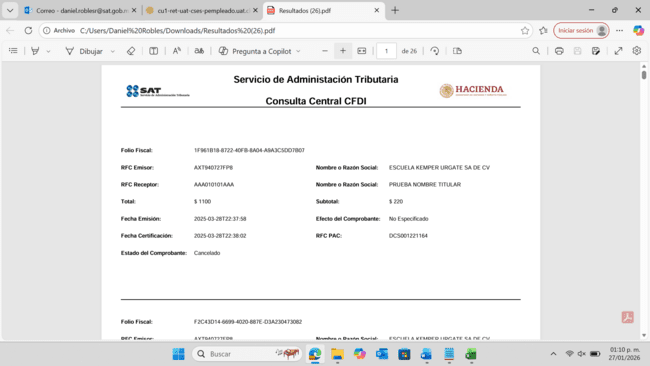 Correo - daniel.roblesr@sat.gob.m
cu1-ret-uat-cses-pempleado.uat.d
Resultados (26).pdf
Archivo C:/Users/Daniel%20Robles/Downloads/Resultados%20(26).pdf
Iniciar sesión
Dibujar
Pregunta a Copilot
1 de 26
Servicio de Administación Tributaria
SAT
Servicio de Administración Tributaria
HACIENDA
Consulta Central CFDI
Folio Fiscal: 1F961B18-8722-40FB-8A04-A9A3C5DD7B07
RFC Emisor: AXT940727FP8 Nombre o Razón Social: ESCUELA KEMPER URGATE SA DE CV
RFC Receptor: AAA010101AAA Nombre o Razón Social: PRUEBA NOMBRE TITULAR
Total: $ 1100 Subtotal: $ 220
Fecha Emisión: 2025-03-28T22:37:58 Efecto del Comprobante: No Especificado
Fecha Certificación: 2025-03-28T22:38:02 RFC PAC: DCS001221164
Estado del Comprobante: Cancelado
Folio Fiscal: F2C43D14-6699-4020-887E-D3A230473082
RFC Emisor: AXT940727FP8 Nombre o Razón Social: ESCUELA KEMPER URGATE SA DE CV
Buscar
01:10 p. m.
27/01/2026